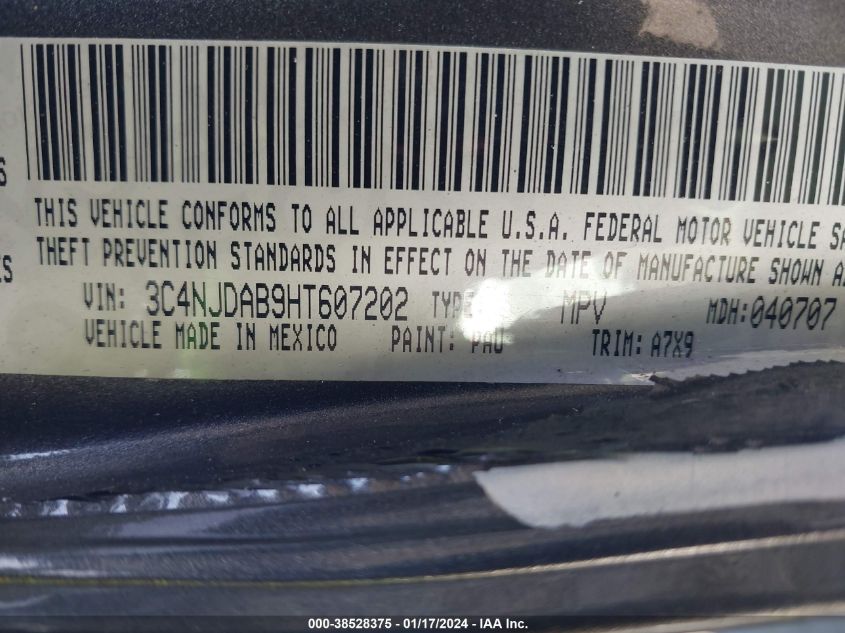 THIS VEHICLE CONFORMS TO ALL APPLICABLE U.S.A. FEDERAL MOTOR VEHICLE SA
THEFT PREVENTION STANDARDS IN EFFECT ON THE DATE OF MANUFACTURE SHOWN A
VIN: 3C4NJDAB9HT607202 TYPE MPV MDH:040707
VEHICLE MADE IN MEXICO PAINT: PAU TRIM: A7X9
000-38528375 - 01/17/2024 - IAA Inc.